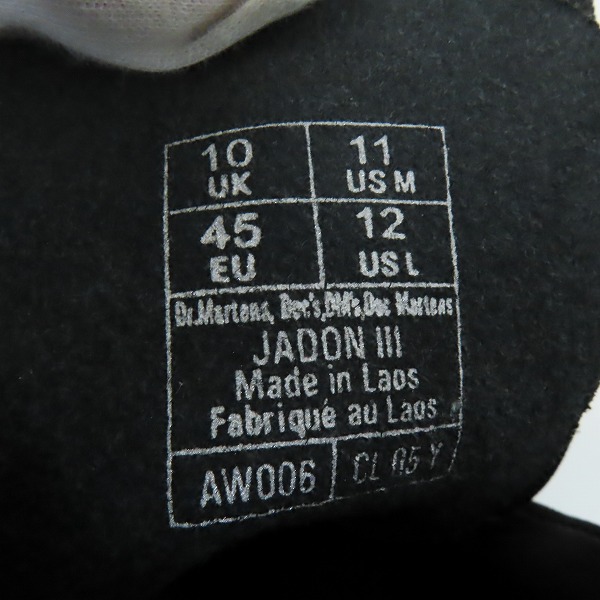 10 UK
11 US M
45 EU
12 US L
Dr.Martens, Doc's, DM's, Doc Martens
JADON III
Made in Laos
Fabriqué au Laos
AW006
CL 05 Y